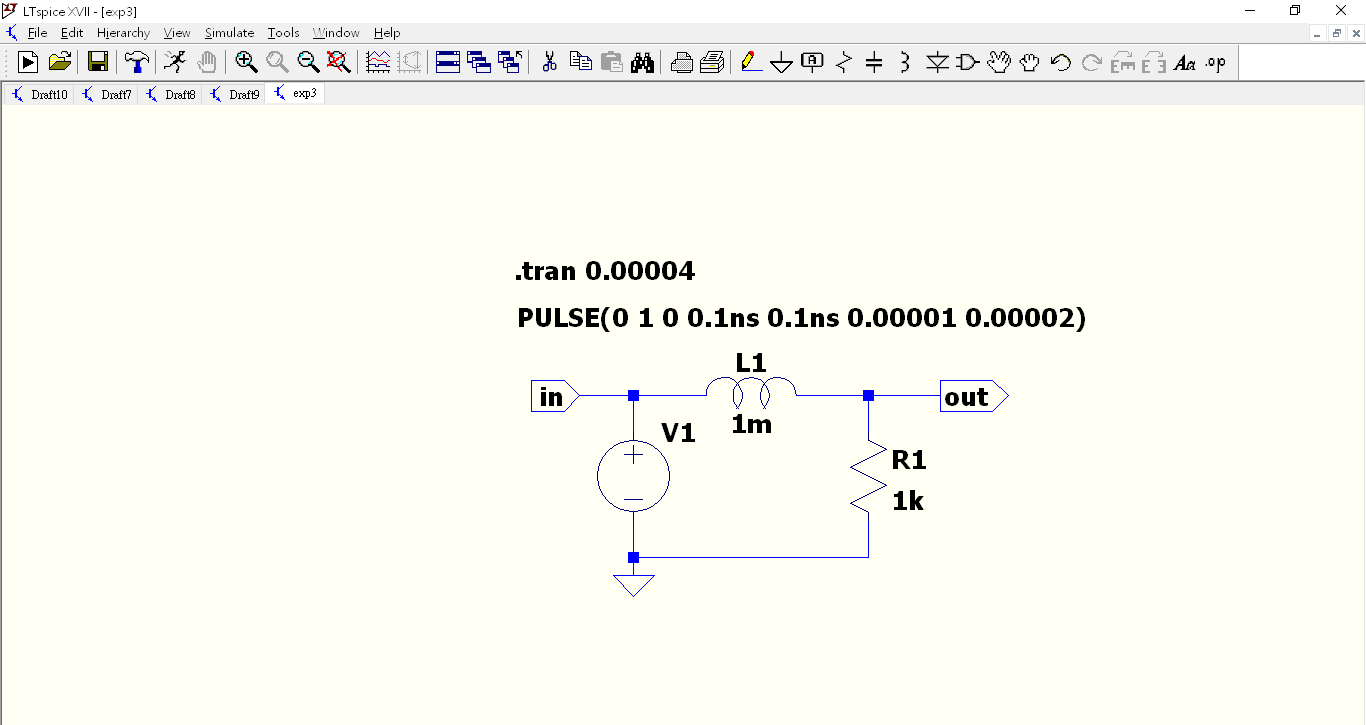 LTspice XVII - [exp3]
File Edit Hierarchy View Simulate Tools Window Help
A Aa .op
Draft10 Draft7 Draft8 Draft9 exp3
.tran 0.00004
PULSE(0 1 0 0.1ns 0.1ns 0.00001 0.00002)
L1
in
out
1m
V1
R1
1k